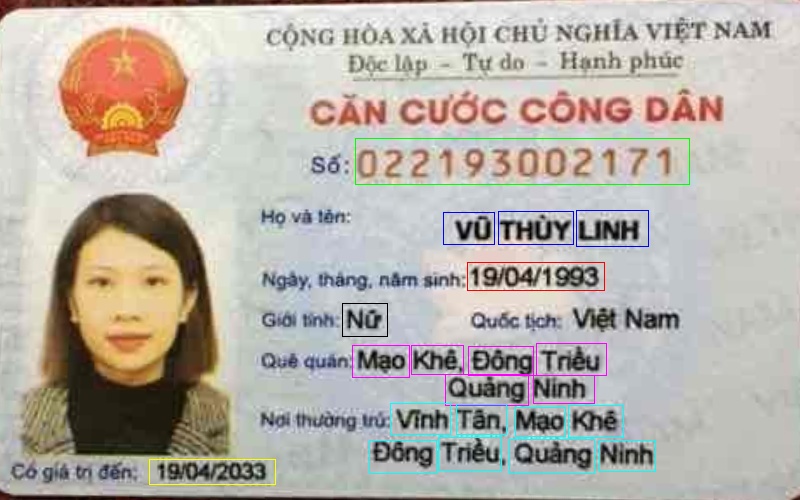 CỘNG HÒA XÃ HỘI CHỦ NGHĨA VIỆT NAM
Độc lập - Tự do - Hạnh phúc
CĂN CƯỚC CÔNG DÂN
Số: 022193002171
Họ và tên:
VŨ THÙY LINH
Ngày, tháng, năm sinh: 19/04/1993
Giới tính: Nữ Quốc tịch: Việt Nam
Quê quán: Mạo Khê, Đông Triều
Quảng Ninh
Nơi thường trú: Vĩnh Tân, Mạo Khê
Đông Triều, Quảng Ninh
Có giá trị đến: 19/04/2033